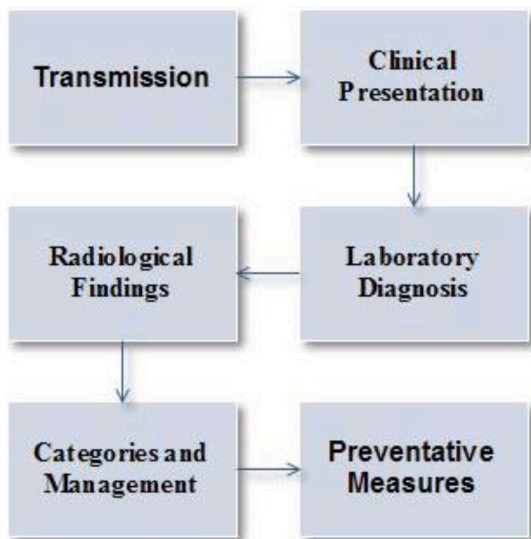 Transmission
Clinical
Presentation
Radiological
Findings
Laboratory
Diagnosis
Categories and
Management
Preventative
Measures